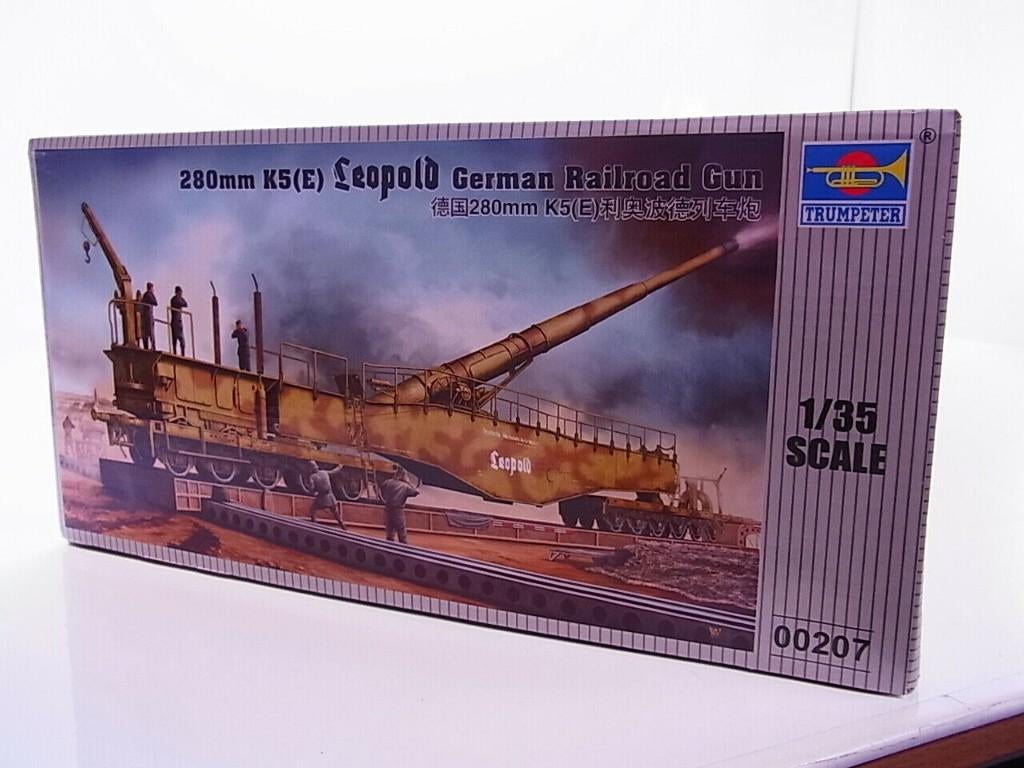 280mm K5(E) Leopold German Railroad Gun
德国280mm K5(E)利奥波德列车炮
®
TRUMPETER
1/35
SCALE
Leopold
00207